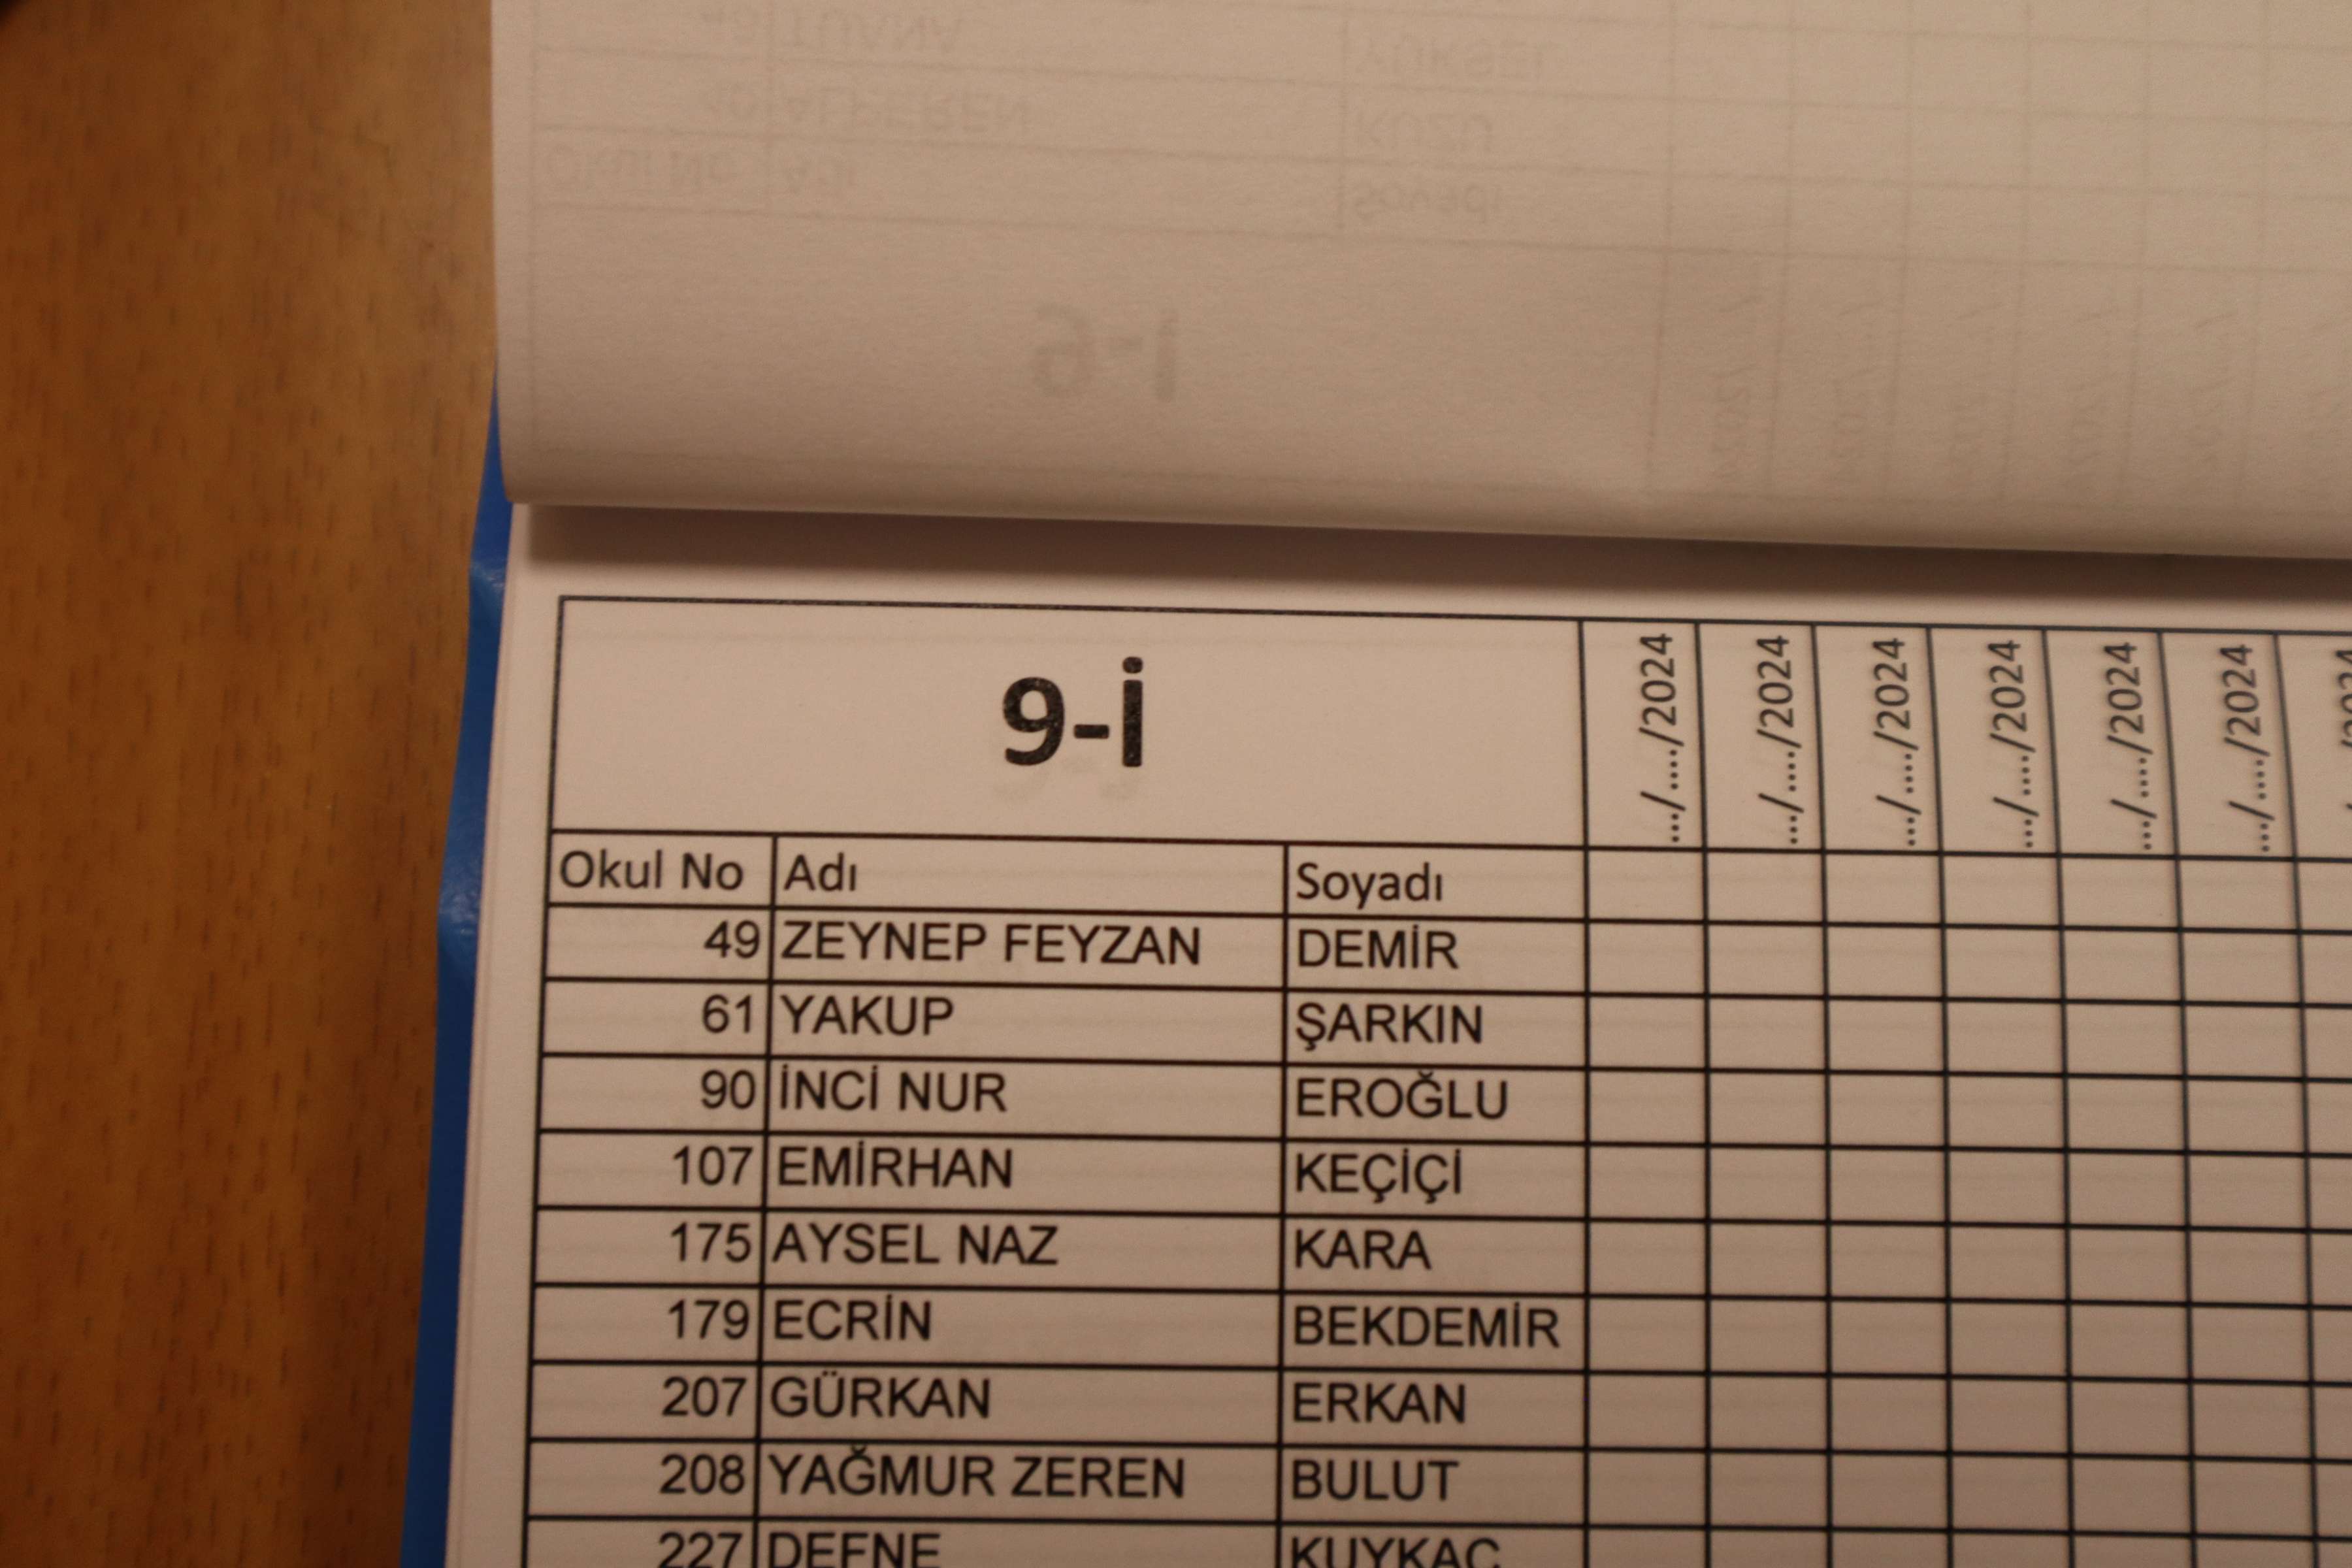 9-i
.../..../2024 .../..../2024 .../..../2024 .../..../2024 .../..../2024 .../..../2024 /2024
Okul No Adı Soyadı
49 ZEYNEP FEYZAN DEMİR
61 YAKUP ŞARKIN
90 İNCİ NUR EROĞLU
107 EMİRHAN KEÇİÇİ
175 AYSEL NAZ KARA
179 ECRİN BEKDEMİR
207 GÜRKAN ERKAN
208 YAĞMUR ZEREN BULUT
227 DEFNE KUYKAÇ